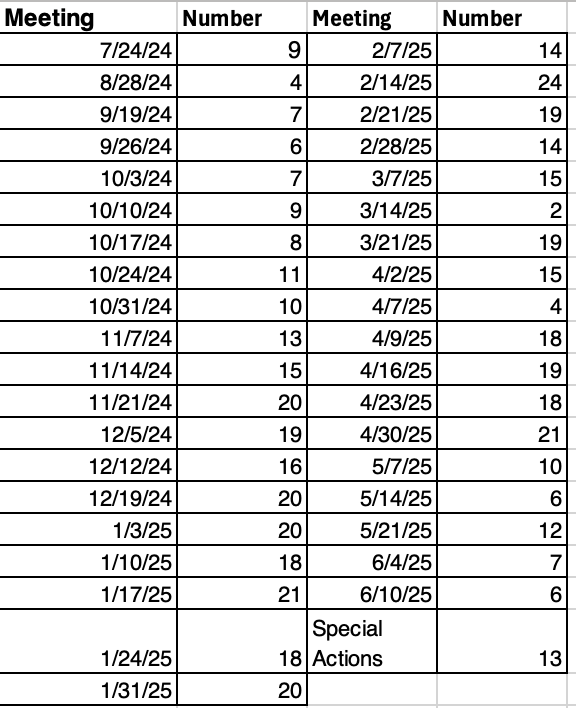 Meeting Number Meeting Number
7/24/24 9 2/7/25 14
8/28/24 4 2/14/25 24
9/19/24 7 2/21/25 19
9/26/24 6 2/28/25 14
10/3/24 7 3/7/25 15
10/10/24 9 3/14/25 2
10/17/24 8 3/21/25 19
10/24/24 11 4/2/25 15
10/31/24 10 4/7/25 4
11/7/24 13 4/9/25 18
11/14/24 15 4/16/25 19
11/21/24 20 4/23/25 18
12/5/24 19 4/30/25 21
12/12/24 16 5/7/25 10
12/19/24 20 5/14/25 6
1/3/25 20 5/21/25 12
1/10/25 18 6/4/25 7
1/17/25 21 6/10/25 6
Special
1/24/25 18 Actions 13
1/31/25 20